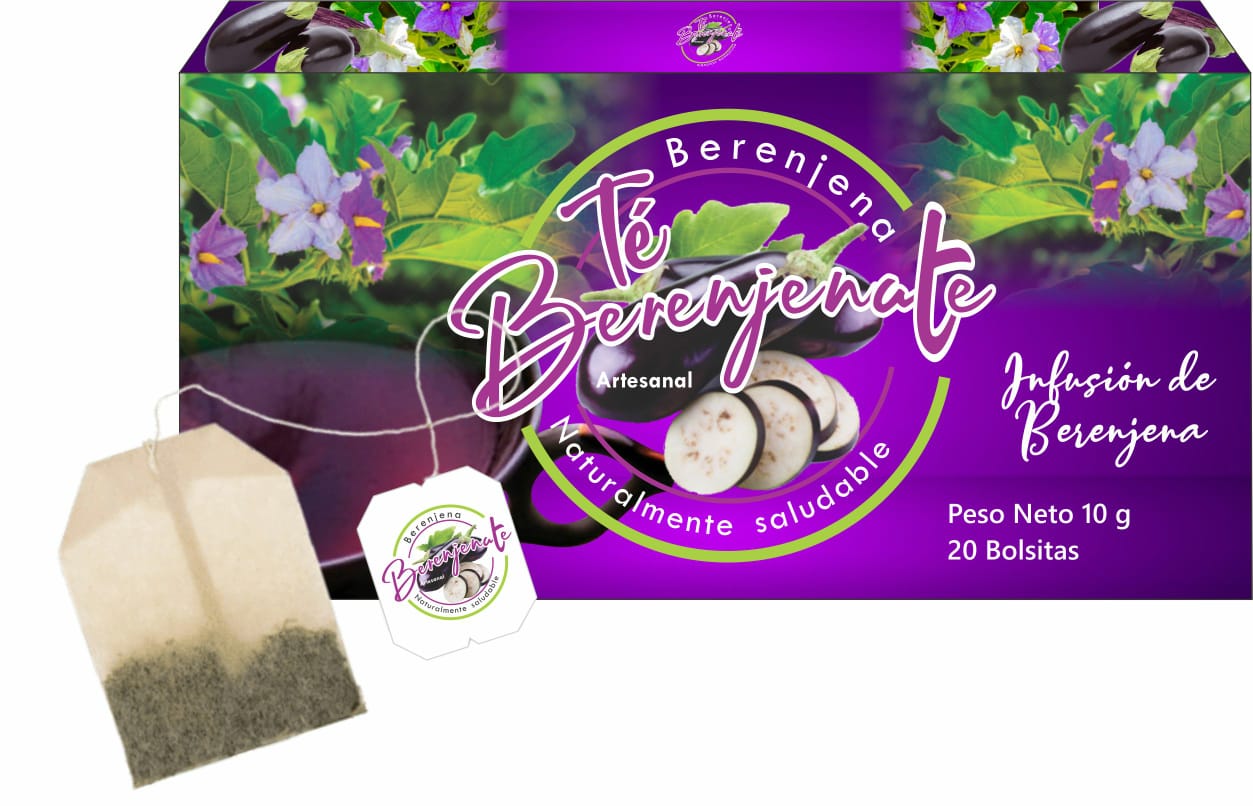 Berenjena
Té
Berenjenate
Artesanal
Naturalmente saludable
Infusión de
Berenjena
Peso Neto 10 g
20 Bolsitas
Berenjena
Berenjenate
Artesanal
Naturalmente saludable